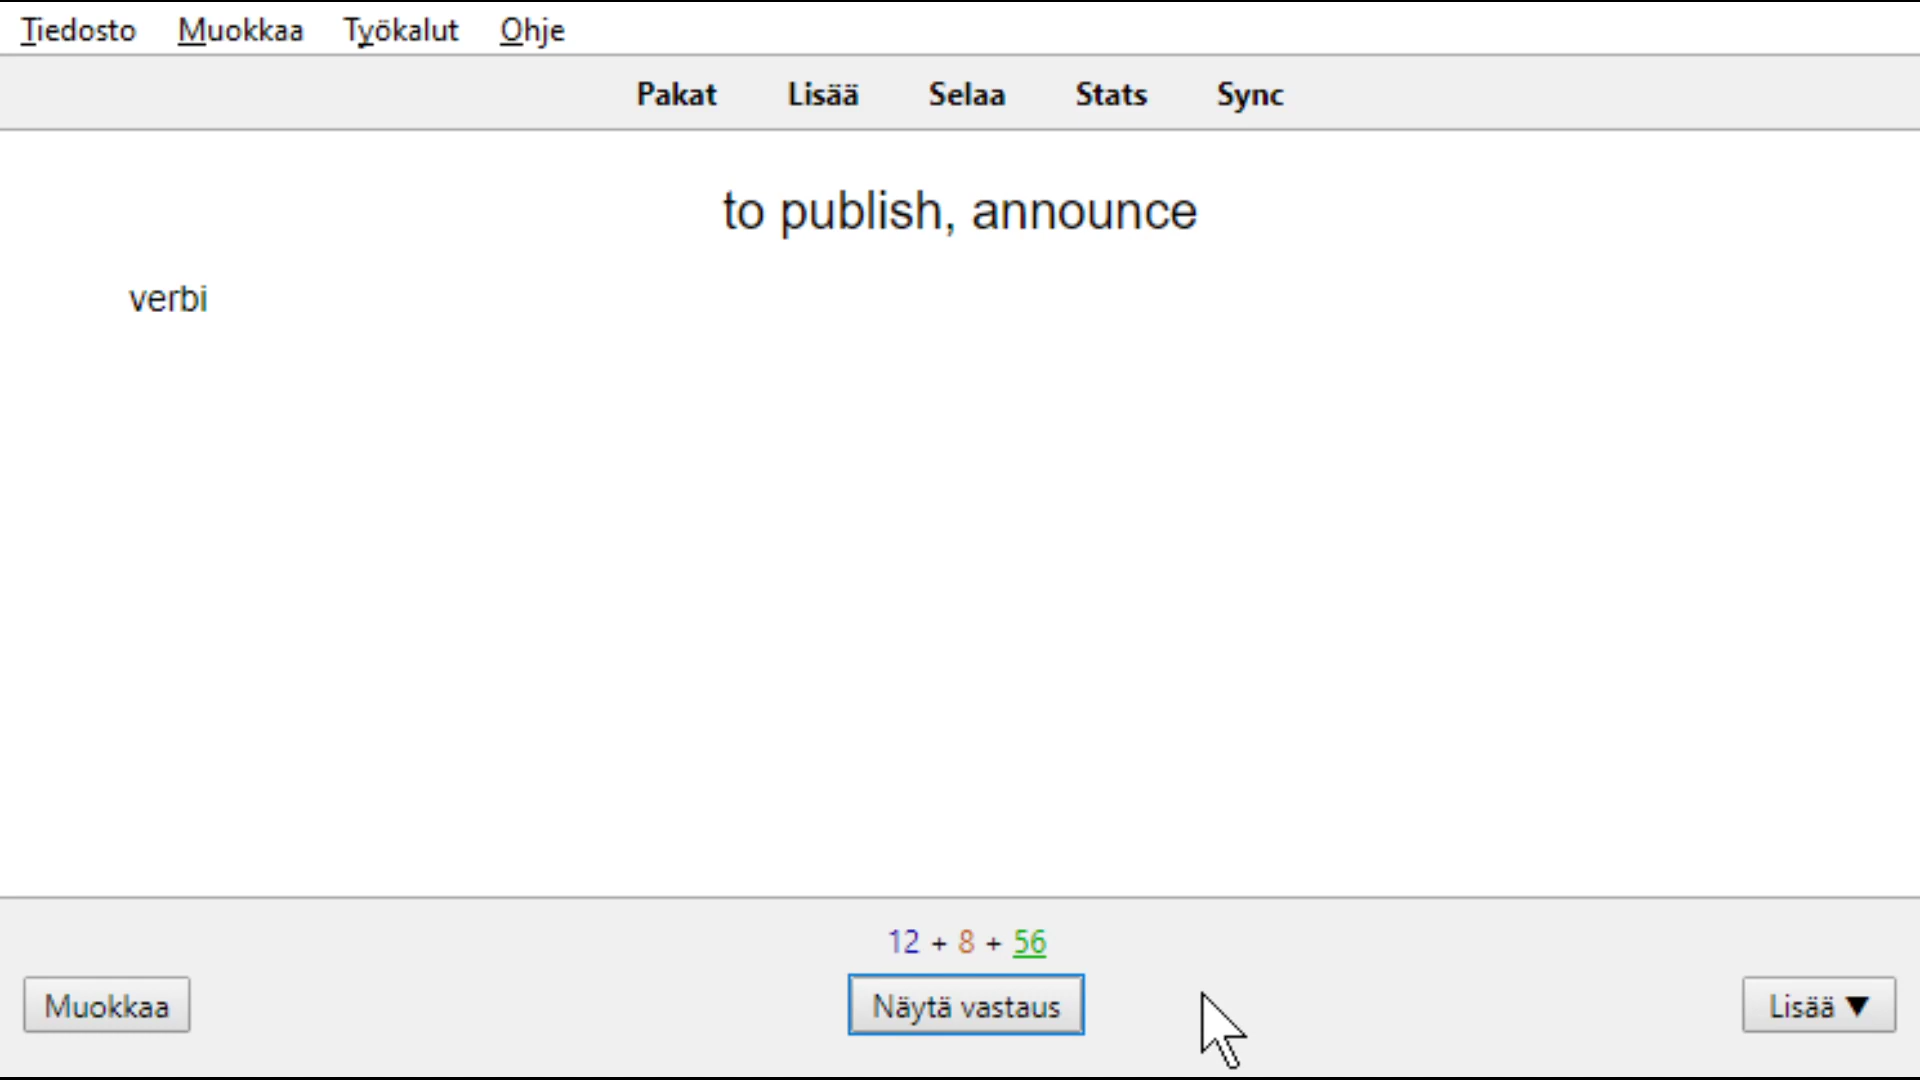 Tiedosto Muokkaa Työkalut Ohje
Pakat Lisää Selaa Stats Sync
to publish, announce
verbi
12 + 8 + 56
Muokkaa Näytä vastaus Lisää ▼